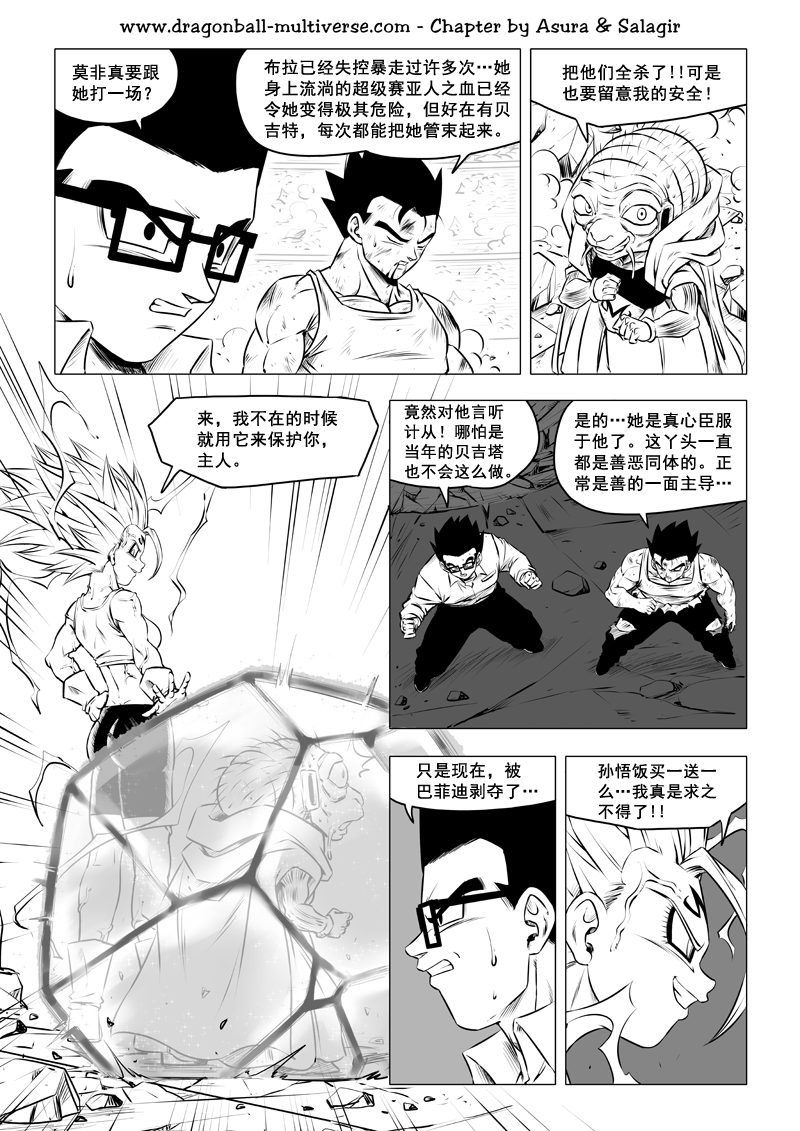 www.dragonball-multiverse.com - Chapter by Asura & Salagir
莫非真要跟
她打一场？
布拉已经失控暴走过许多次…她
身上流淌的超级赛亚人之血已经
令她变得极其危险，但好在有贝
吉特，每次都能把她管束起来。
把他们全杀了!!可是
也要留意我的安全！
来，我不在的时候
就用它来保护你，
主人。
竟然对他言听
计从！哪怕是
当年的贝吉塔
也不会这么做。
是的…她是真心臣服
于他了。这丫头一直
都是善恶同体的。正
常是善的一面主导…
只是现在，被
巴菲迪剥夺了…
孙悟饭买一送一
么…我真是求之
不得了!!